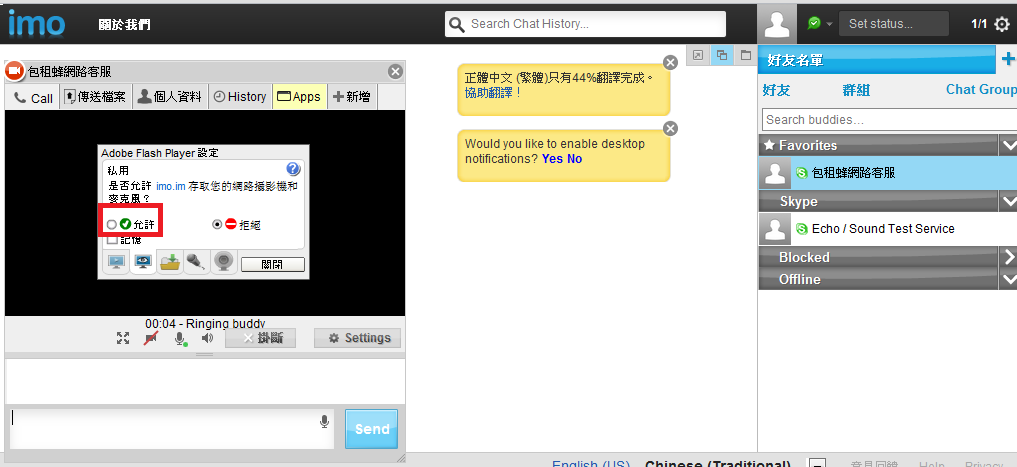 imo
關於我們
Search Chat History...
Set status...
1/1
包租蜂網路客服
Call
傳送檔案
個人資料
History
Apps
新增
Adobe Flash Player 設定
私用
是否允許 imo.im 存取您的網路攝影機和
麥克風？
允許
拒絕
記憶
關閉
00:04 - Ringing buddy
掛斷
Settings
Send
正體中文 (繁體)只有44%翻譯完成。
協助翻譯！
Would you like to enable desktop
notifications? Yes No
好友名單
好友
群組
Chat Group
Search buddies...
Favorites
包租蜂網路客服
Skype
Echo / Sound Test Service
Blocked
Offline
English (US)
Chinese (Traditional)
意見回饋
Help
Privacy